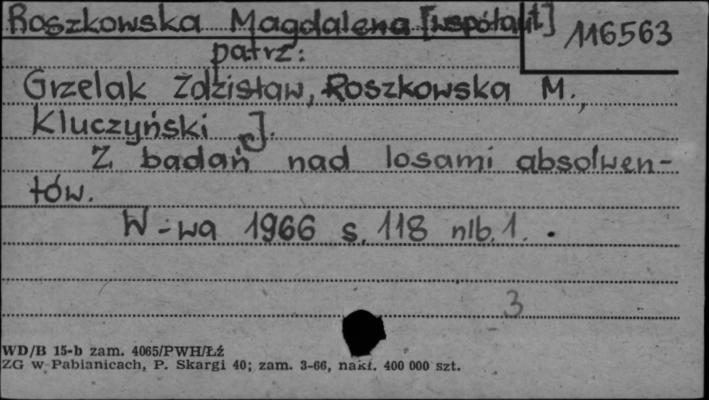 Roszkowska Magdalena [współaut]
116563
patrz:
Grzelak Zdzisław, Roszkowska M.,
Kluczyński J.
Z badań nad losami absolwen-
tów.
W-wa 1966 s. 118 nlb. 1.
3
WD/B 15-b zam. 4065/PWH/Łź
ZG w Pabianicach, P. Skargi 40; zam. 3-66, nakł. 400 000 szt.